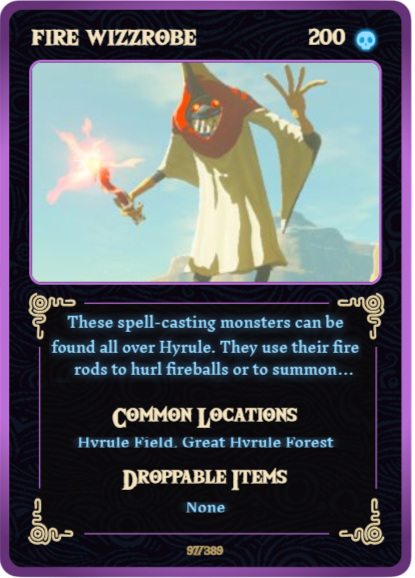 FIRE WIZZROBE 200
These spell-casting monsters can be
found all over Hyrule. They use their fire
rods to hurl fireballs or to summon...
COMMON LOCATIONS
Hyrule Field, Great Hyrule Forest
DROPPABLE ITEMS
None
97/389